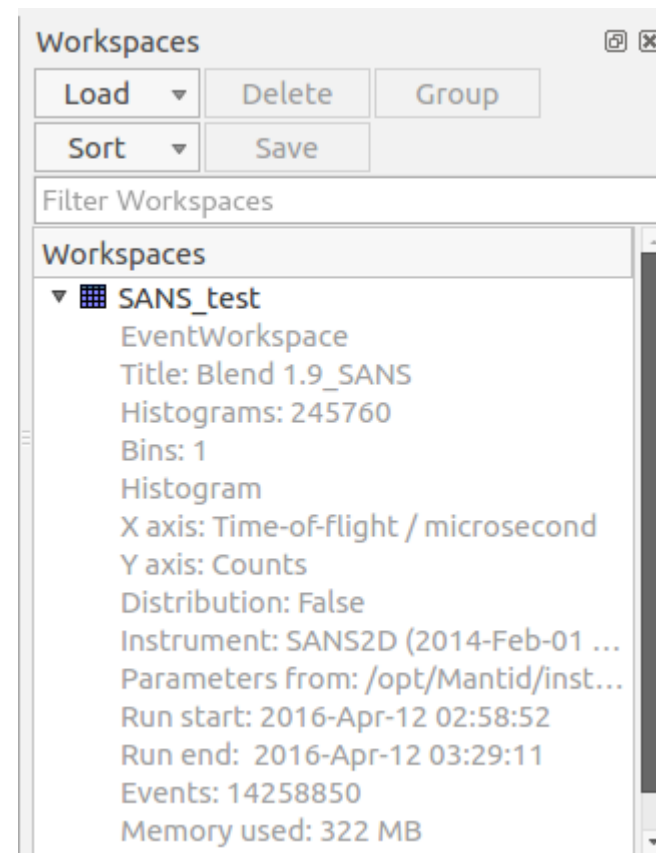 Workspaces
Load Delete Group
Sort Save
Filter Workspaces
Workspaces
SANS_test
EventWorkspace
Title: Blend 1.9_SANS
Histograms: 245760
Bins: 1
Histogram
X axis: Time-of-flight / microsecond
Y axis: Counts
Distribution: False
Instrument: SANS2D (2014-Feb-01 ...
Parameters from: /opt/Mantid/inst...
Run start: 2016-Apr-12 02:58:52
Run end:  2016-Apr-12 03:29:11
Events: 14258850
Memory used: 322 MB